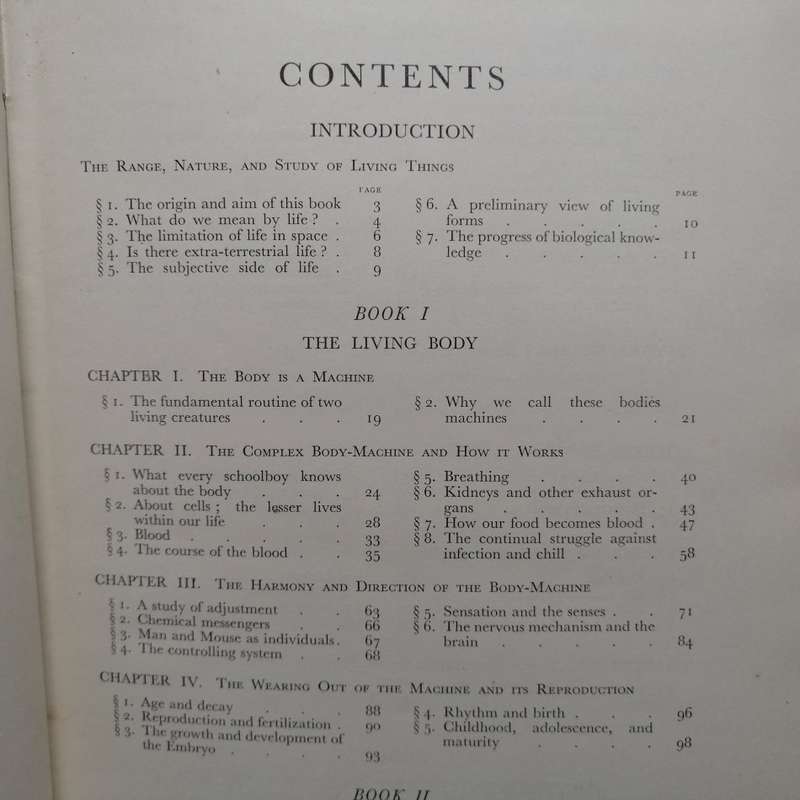 CONTENTS
INTRODUCTION
The Range, Nature, and Study of Living Things
PAGE
§ 1. The origin and aim of this book 3
§ 2. What do we mean by life ? . 4
§ 3. The limitation of life in space . 6
§ 4. Is there extra-terrestrial life ? . 8
§ 5. The subjective side of life . 9
PAGE
§ 6. A preliminary view of living
forms . . . . . 10
§ 7. The progress of biological know-
ledge . . . . . 11
BOOK I
THE LIVING BODY
CHAPTER I. The Body is a Machine
§ 1. The fundamental routine of two
living creatures . . . 19
§ 2. Why we call these bodies
machines . . . . 21
CHAPTER II. The Complex Body-Machine and How it Works
§ 1. What every schoolboy knows
about the body . . . 24
§ 2. About cells ; the lesser lives
within our life . . . 28
§ 3. Blood . . . . . 33
§ 4. The course of the blood . . 35
§ 5. Breathing . . . . 40
§ 6. Kidneys and other exhaust or-
gans . . . . . 43
§ 7. How our food becomes blood . 47
§ 8. The continual struggle against
infection and chill . . . 58
CHAPTER III. The Harmony and Direction of the Body-Machine
§ 1. A study of adjustment . . 63
§ 2. Chemical messengers . . 66
§ 3. Man and Mouse as individuals . 67
§ 4. The controlling system . . 68
§ 5. Sensation and the senses . . 71
§ 6. The nervous mechanism and the
brain . . . . . 84
CHAPTER IV. The Wearing Out of the Machine and its Reproduction
§ 1. Age and decay . . . 88
§ 2. Reproduction and fertilization . 90
§ 3. The growth and development of
the Embryo . . . . 93
§ 4. Rhythm and birth . . . 96
§ 5. Childhood, adolescence, and
maturity . . . . 98
BOOK II